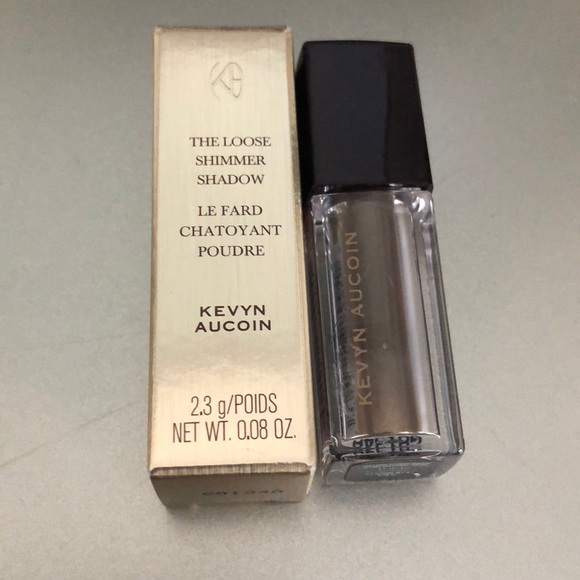 THE LOOSE
SHIMMER
SHADOW
LE FARD
CHATOYANT
POUDRE
KEVYN
AUCOIN
2.3 g/POIDS
NET WT. 0.08 OZ.
KEVYN AUCOIN